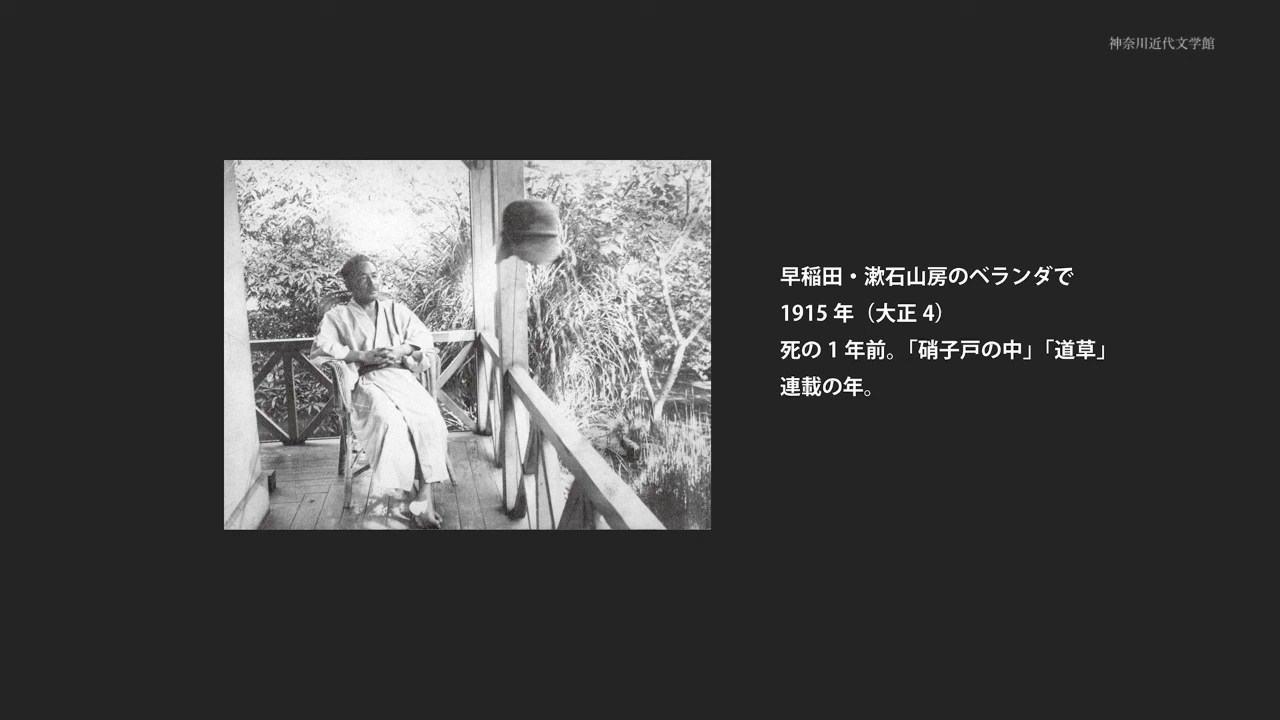 神奈川近代文学館
早稲田・漱石山房のベランダで
1915 年（大正 4）
死の 1 年前。「硝子戸の中」「道草」
連載の年。